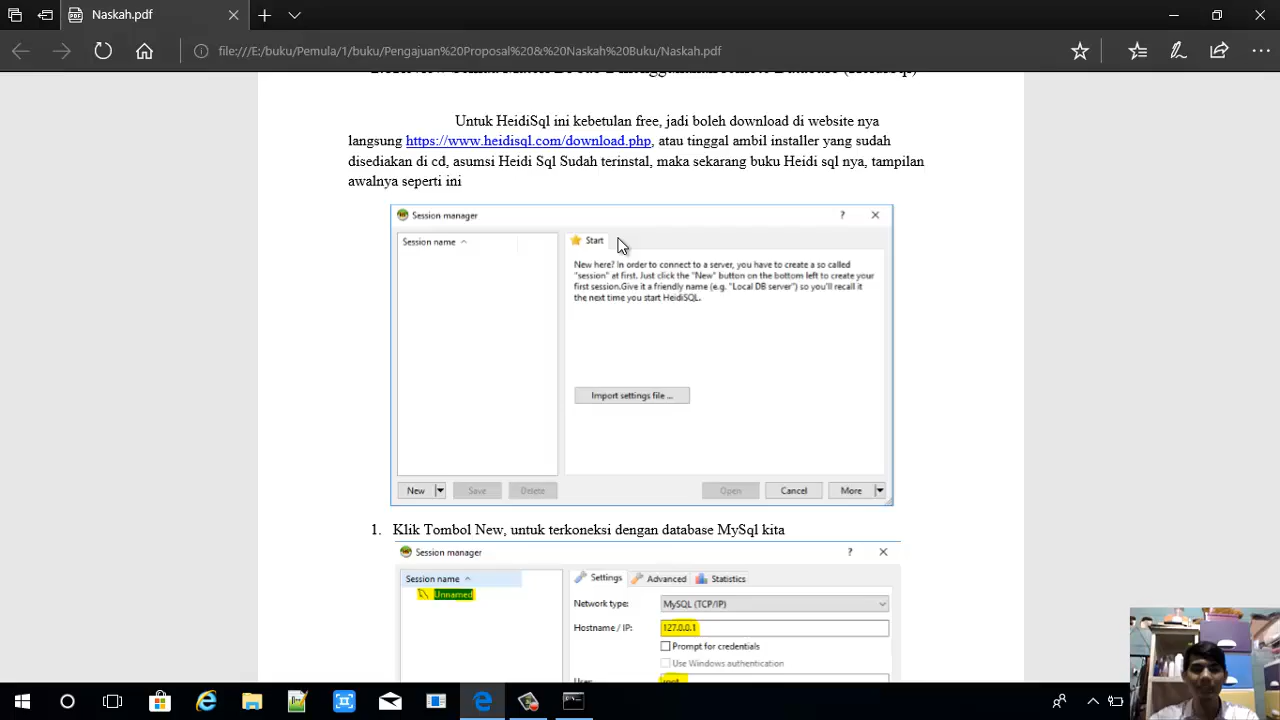 Naskah.pdf
file:///E:/buku/Pemula/1/buku/Pengajuan%20Proposal%20&%20Naskah%20Buku/Naskah.pdf
Untuk HeidiSql ini kebetulan free, jadi boleh download di website nya
langsung https://www.heidisql.com/download.php, atau tinggal ambil installer yang sudah
disediakan di cd, asumsi Heidi Sql Sudah terinstal, maka sekarang buku Heidi sql nya, tampilan
awalnya seperti ini
Session manager
Session name
Start
New here? In order to connect to a server, you have to create a so called
"session" at first. Just click the "New" button on the bottom left to create your
first session.Give it a friendly name (e.g. "Local DB server") so you'll recall it
the next time you start HeidiSQL.
Import settings file ...
New Save Delete Open Cancel More
1. Klik Tombol New, untuk terkoneksi dengan database MySql kita
Session manager
Session name
Unnamed
Settings Advanced Statistics
Network type: MySQL (TCP/IP)
Hostname / IP: 127.0.0.1
Prompt for credentials
Use Windows authentication